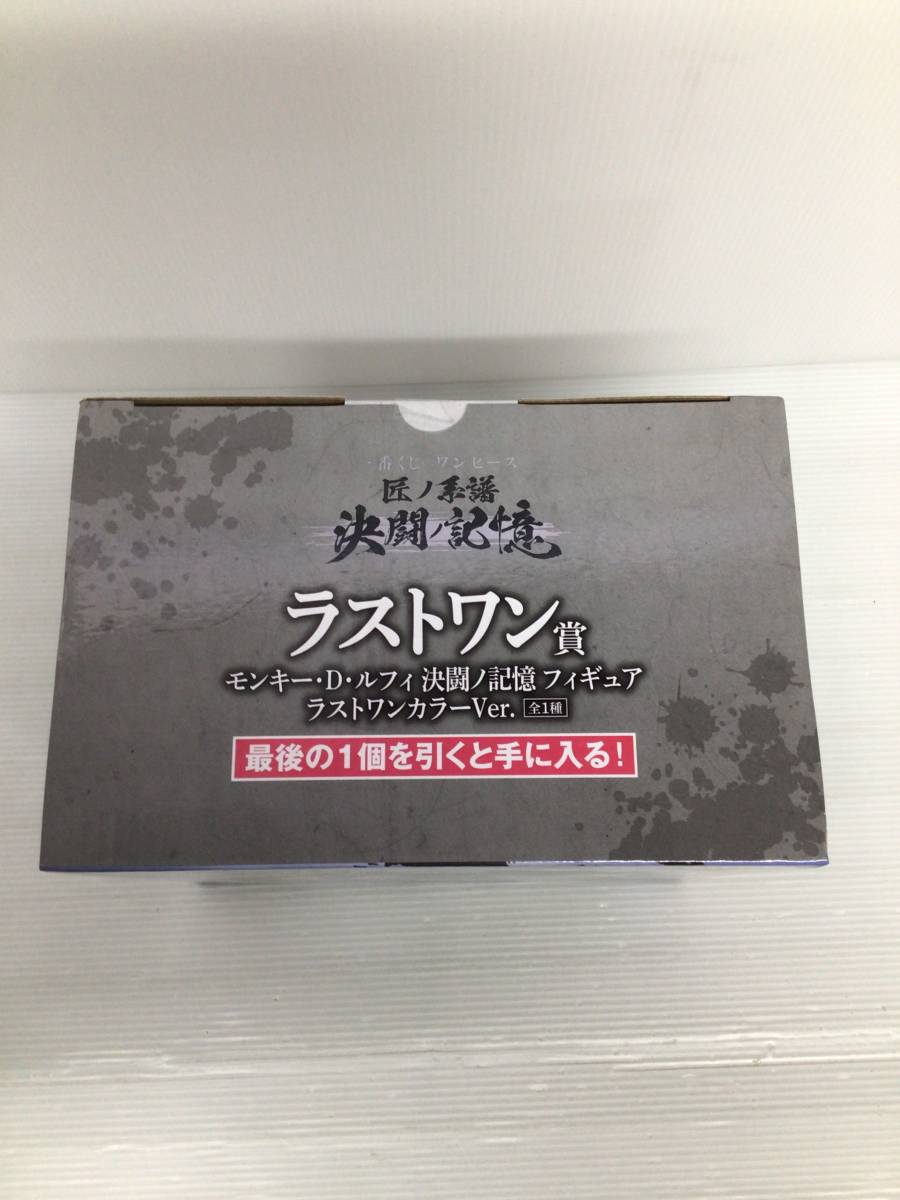 一番くじ ワンピース
匠ノ系譜
決闘ノ記憶
ラストワン賞
モンキー・D・ルフィ 決闘ノ記憶 フィギュア
ラストワンカラーVer. 全1種
最後の1個を引くと手に入る!